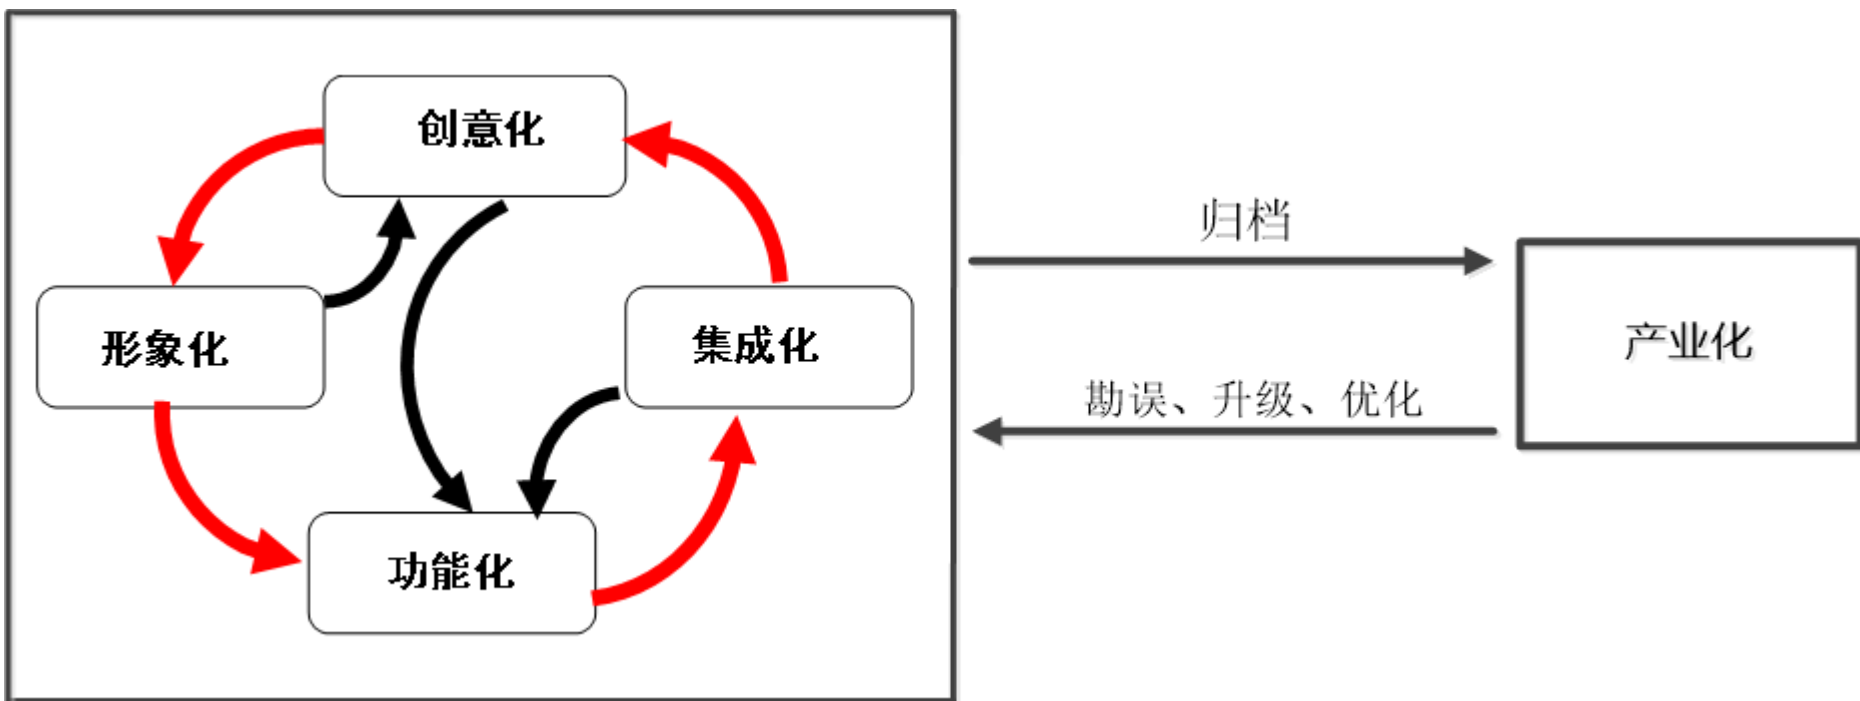 创意化
归档
形象化
集成化
产业化
勘误、升级、优化
功能化